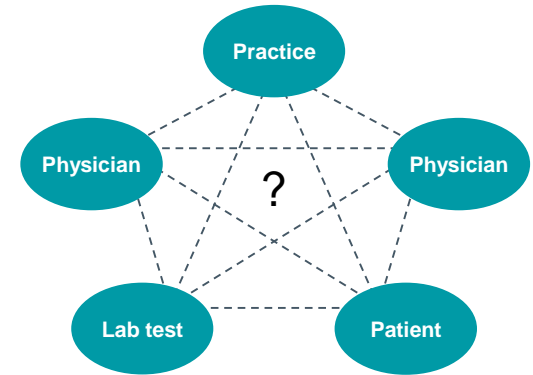 Practice
Physician
Physician
?
Lab test
Patient